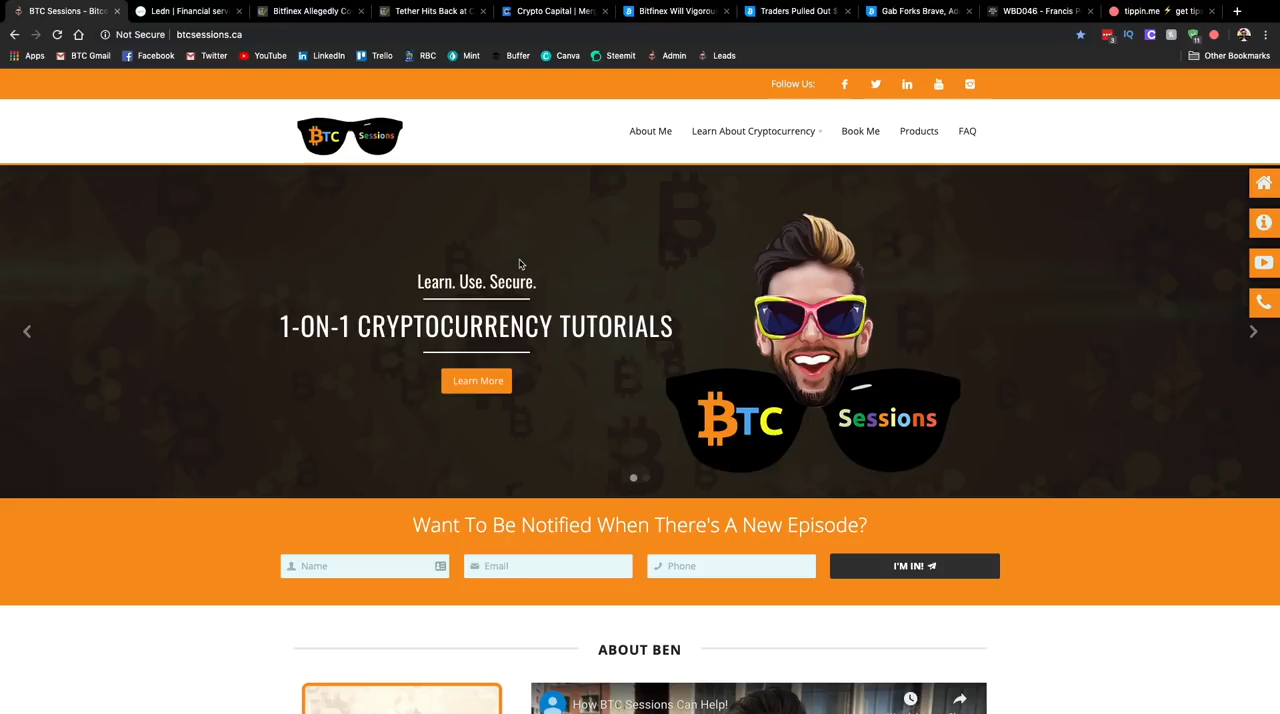 BTC Sessions - Bitco
Ledn | Financial serv
Bitfinex Allegedly Co
Tether Hits Back at C
Crypto Capital | Mer
Bitfinex Will Vigorou
Traders Pulled Out $
Gab Forks Brave, Ad
WBD046 - Francis P
tippin.me ⚡ get tip
Not Secure | btcsessions.ca
Apps
BTC Gmail
Facebook
Twitter
YouTube
LinkedIn
Trello
RBC
Mint
Buffer
Canva
Steemit
Admin
Leads
Other Bookmarks
Follow Us:
BTC Sessions
About Me
Learn About Cryptocurrency
Book Me
Products
FAQ
Learn. Use. Secure.
1-ON-1 CRYPTOCURRENCY TUTORIALS
Learn More
BTC Sessions
Want To Be Notified When There's A New Episode?
Name
Email
Phone
I'M IN!
ABOUT BEN
How BTC Sessions Can Help!